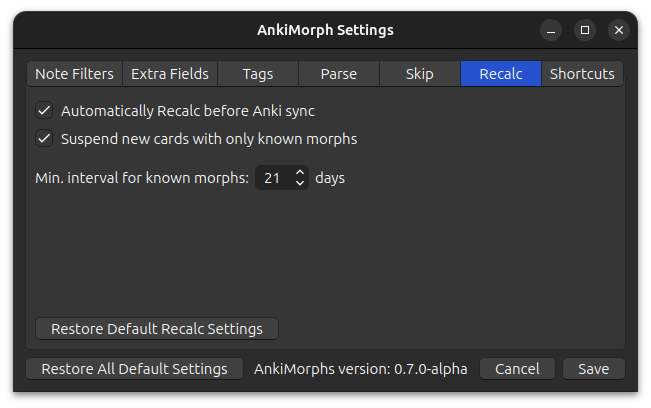 AnkiMorph Settings
Note Filters Extra Fields Tags Parse Skip Recalc Shortcuts
Automatically Recalc before Anki sync
Suspend new cards with only known morphs
Min. interval for known morphs: 21 days
Restore Default Recalc Settings
Restore All Default Settings AnkiMorphs version: 0.7.0-alpha Cancel Save